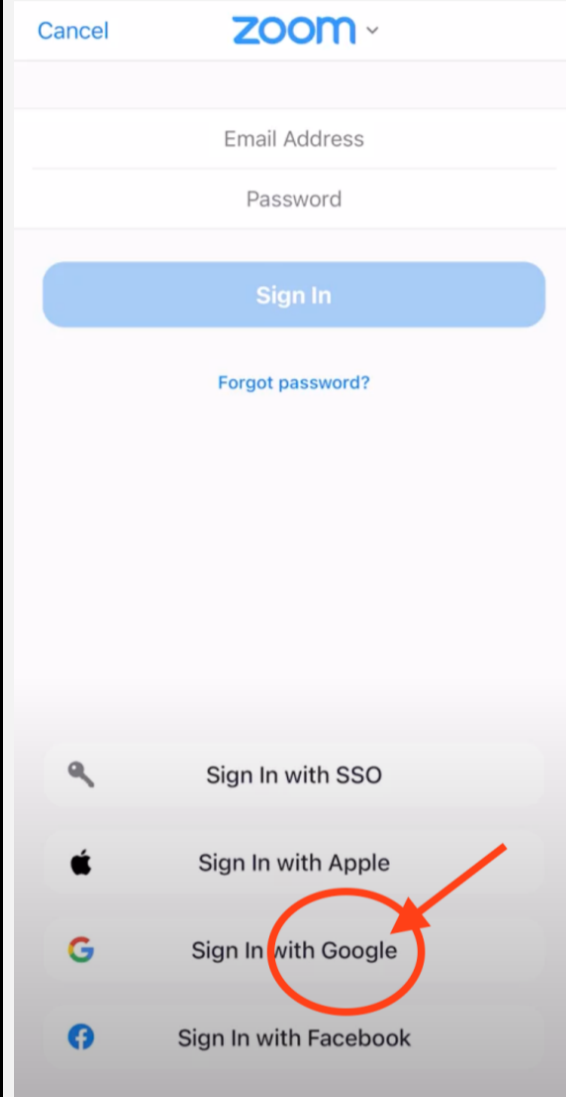 Cancel
zoom
Email Address
Password
Sign In
Forgot password?
Sign In with SSO
Sign In with Apple
Sign In with Google
Sign In with Facebook